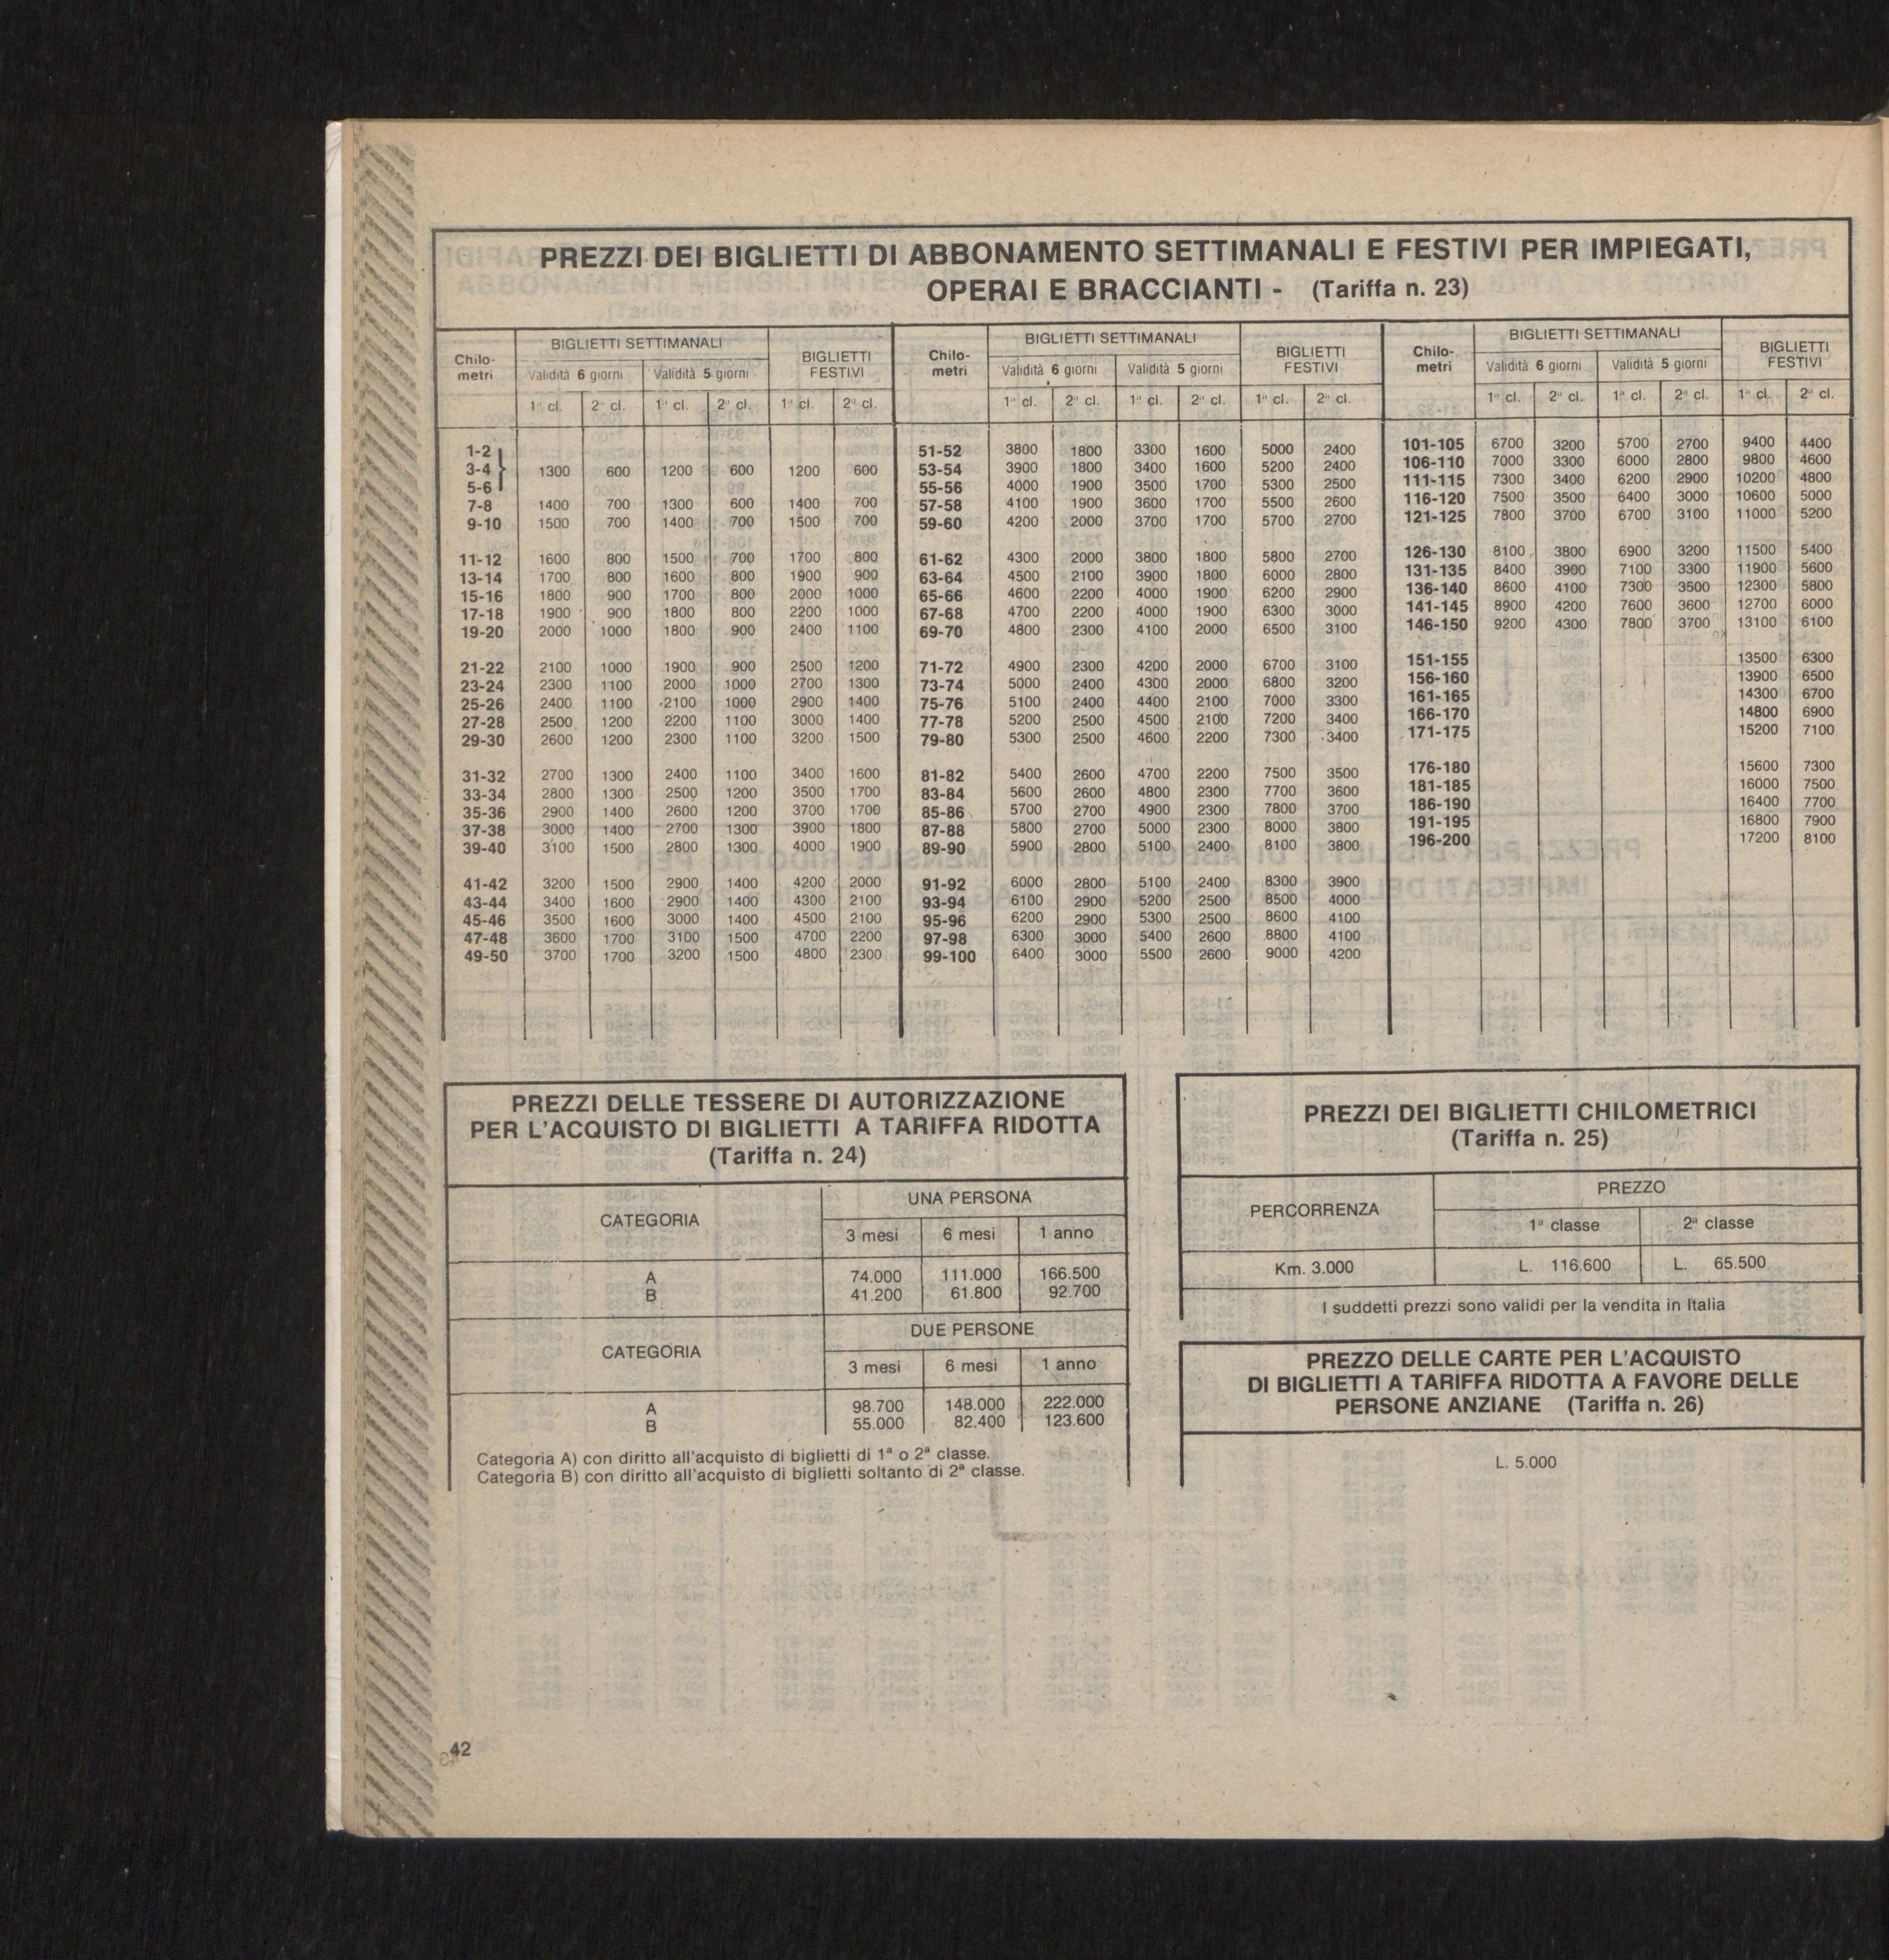 PREZZI DEI BIGLIETTI DI ABBONAMENTO SETTIMANALI E FESTIVI PER IMPIEGATI,
OPERAI E BRACCIANTI - (Tariffa n. 23)
Chilo-metri BIGLIETTI SETTIMANALI BIGLIETTI FESTIVI Chilo-metri BIGLIETTI SETTIMANALI BIGLIETTI FESTIVI Chilo-metri BIGLIETTI SETTIMANALI BIGLIETTI FESTIVI
Validità 6 giorni Validità 5 giorni Validità 6 giorni Validità 5 giorni Validità 6 giorni Validità 5 giorni
1ª cl. 2ª cl. 1ª cl. 2ª cl. 1ª cl. 2ª cl. 1ª cl. 2ª cl. 1ª cl. 2ª cl. 1ª cl. 2ª cl. 1ª cl. 2ª cl. 1ª cl. 2ª cl. 1ª cl. 2ª cl.
1-2 51-52 3800 1800 3300 1600 5000 2400 101-105 6700 3200 5700 2700 9400 4400
3-4 1300 600 1200 600 1200 600 53-54 3900 1800 3400 1600 5200 2400 106-110 7000 3300 6000 2800 9800 4600
5-6 55-56 4000 1900 3500 1700 5300 2500 111-115 7300 3400 6200 2900 10200 4800
7-8 1400 700 1300 600 1400 700 57-58 4100 1900 3600 1700 5500 2600 116-120 7500 3500 6400 3000 10600 5000
9-10 1500 700 1400 700 1500 700 59-60 4200 2000 3700 1700 5700 2700 121-125 7800 3700 6700 3100 11000 5200
11-12 1600 800 1500 700 1700 800 61-62 4300 2000 3800 1800 5800 2700 126-130 8100 3800 6900 3200 11500 5400
13-14 1700 800 1600 800 1900 900 63-64 4500 2100 3900 1800 6000 2800 131-135 8400 3900 7100 3300 11900 5600
15-16 1800 900 1700 800 2000 1000 65-66 4600 2200 4000 1900 6200 2900 136-140 8600 4100 7300 3500 12300 5800
17-18 1900 900 1800 800 2200 1000 67-68 4700 2200 4000 1900 6300 3000 141-145 8900 4200 7600 3600 12700 6000
19-20 2000 1000 1800 900 2400 1100 69-70 4800 2300 4100 2000 6500 3100 146-150 9200 4300 7800 3700 13100 6100
21-22 2100 1000 1900 900 2500 1200 71-72 4900 2300 4200 2000 6700 3100 151-155 13500 6300
23-24 2300 1100 2000 1000 2700 1300 73-74 5000 2400 4300 2000 6800 3200 156-160 13900 6500
25-26 2400 1100 2100 1000 2900 1400 75-76 5100 2400 4400 2100 7000 3300 161-165 14300 6700
27-28 2500 1200 2200 1100 3000 1400 77-78 5200 2500 4500 2100 7200 3400 166-170 14800 6900
29-30 2600 1200 2300 1100 3200 1500 79-80 5300 2500 4600 2200 7300 3400 171-175 15200 7100
31-32 2700 1300 2400 1100 3400 1600 81-82 5400 2600 4700 2200 7500 3500 176-180 15600 7300
33-34 2800 1300 2500 1200 3500 1700 83-84 5600 2600 4800 2300 7700 3600 181-185 16000 7500
35-36 2900 1400 2600 1200 3700 1700 85-86 5700 2700 4900 2300 7800 3700 186-190 16400 7700
37-38 3000 1400 2700 1300 3900 1800 87-88 5800 2700 5000 2300 8000 3800 191-195 16800 7900
39-40 3100 1500 2800 1300 4000 1900 89-90 5900 2800 5100 2400 8100 3800 196-200 17200 8100
41-42 3200 1500 2900 1400 4200 2000 91-92 6000 2800 5100 2400 8300 3900
43-44 3400 1600 2900 1400 4300 2100 93-94 6100 2900 5200 2500 8500 4000
45-46 3500 1600 3000 1400 4500 2100 95-96 6200 2900 5300 2500 8600 4100
47-48 3600 1700 3100 1500 4700 2200 97-98 6300 3000 5400 2600 8800 4100
49-50 3700 1700 3200 1500 4800 2300 99-100 6400 3000 5500 2600 9000 4200
PREZZI DELLE TESSERE DI AUTORIZZAZIONE
PER L'ACQUISTO DI BIGLIETTI A TARIFFA RIDOTTA
(Tariffa n. 24)
CATEGORIA UNA PERSONA
3 mesi 6 mesi 1 anno
A 74.000 111.000 166.500
B 41.200 61.800 92.700
CATEGORIA DUE PERSONE
3 mesi 6 mesi 1 anno
A 98.700 148.000 222.000
B 55.000 82.400 123.600
Categoria A) con diritto all'acquisto di biglietti di 1ª o 2ª classe.
Categoria B) con diritto all'acquisto di biglietti soltanto di 2ª classe.
PREZZI DEI BIGLIETTI CHILOMETRICI
(Tariffa n. 25)
PERCORRENZA PREZZO
1ª classe 2ª classe
Km. 3.000 L. 116.600 L. 65.500
I suddetti prezzi sono validi per la vendita in Italia
PREZZO DELLE CARTE PER L'ACQUISTO
DI BIGLIETTI A TARIFFA RIDOTTA A FAVORE DELLE
PERSONE ANZIANE (Tariffa n. 26)
L. 5.000
42